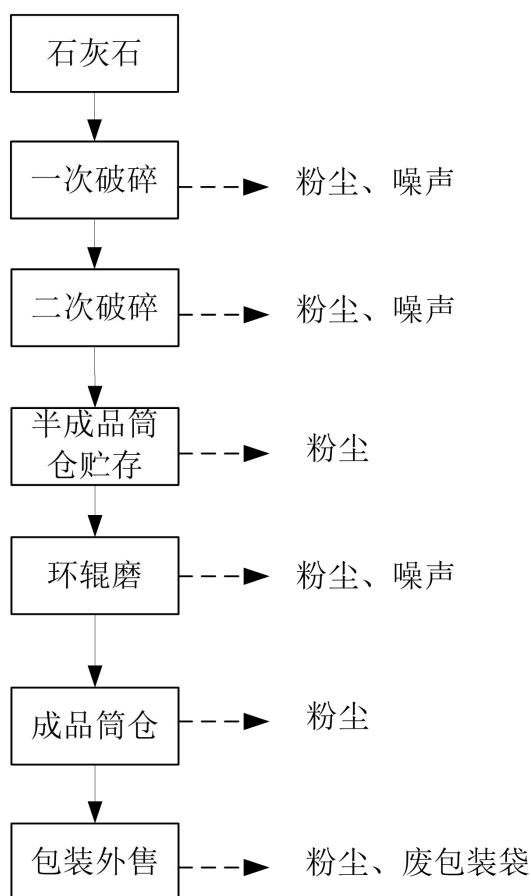 石灰石
一次破碎
粉尘、噪声
二次破碎
粉尘、噪声
半成品筒
仓贮存
粉尘
环辊磨
粉尘、噪声
成品筒仓
粉尘
包装外售
粉尘、废包装袋